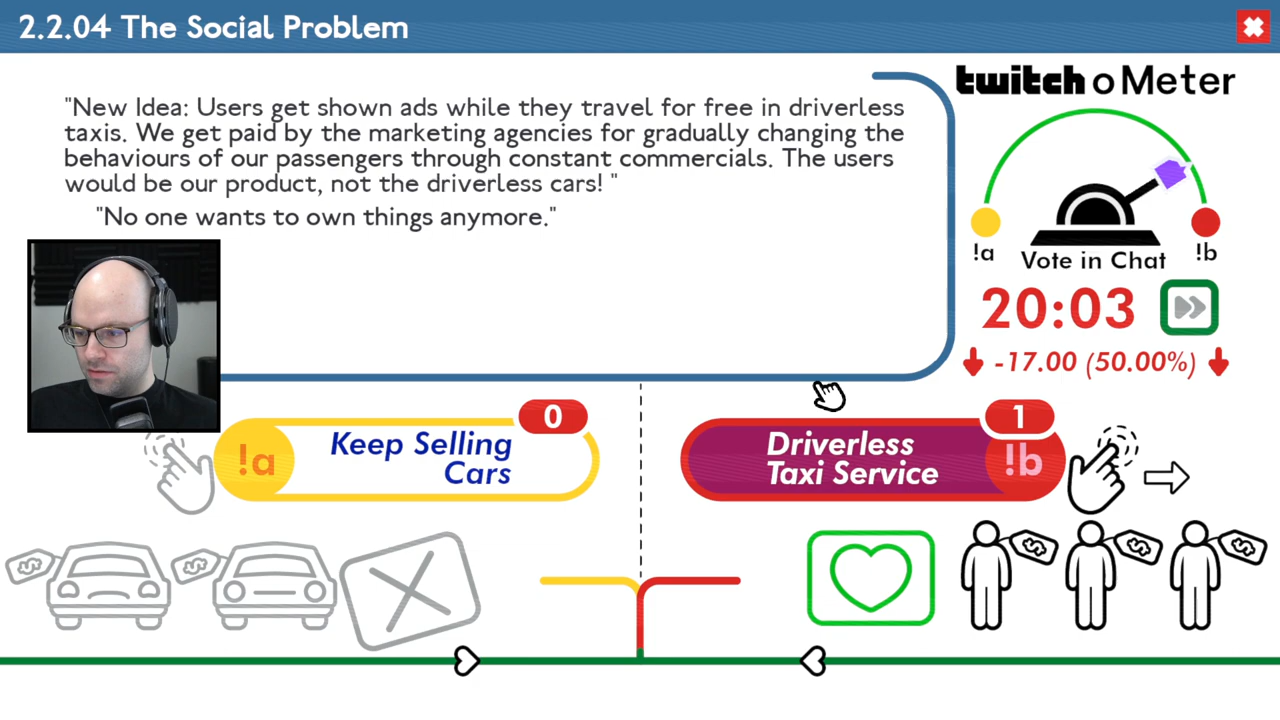 2.2.04 The Social Problem
"New Idea: Users get shown ads while they travel for free in driverless
taxis. We get paid by the marketing agencies for gradually changing the
behaviours of our passengers through constant commercials. The users
would be our product, not the driverless cars! "
"No one wants to own things anymore."
twitch o Meter
!a
!b
Vote in Chat
20:03
-17.00 (50.00%)
0
!a
Keep Selling
Cars
1
Driverless
Taxi Service
!b
$
$
$
$
$